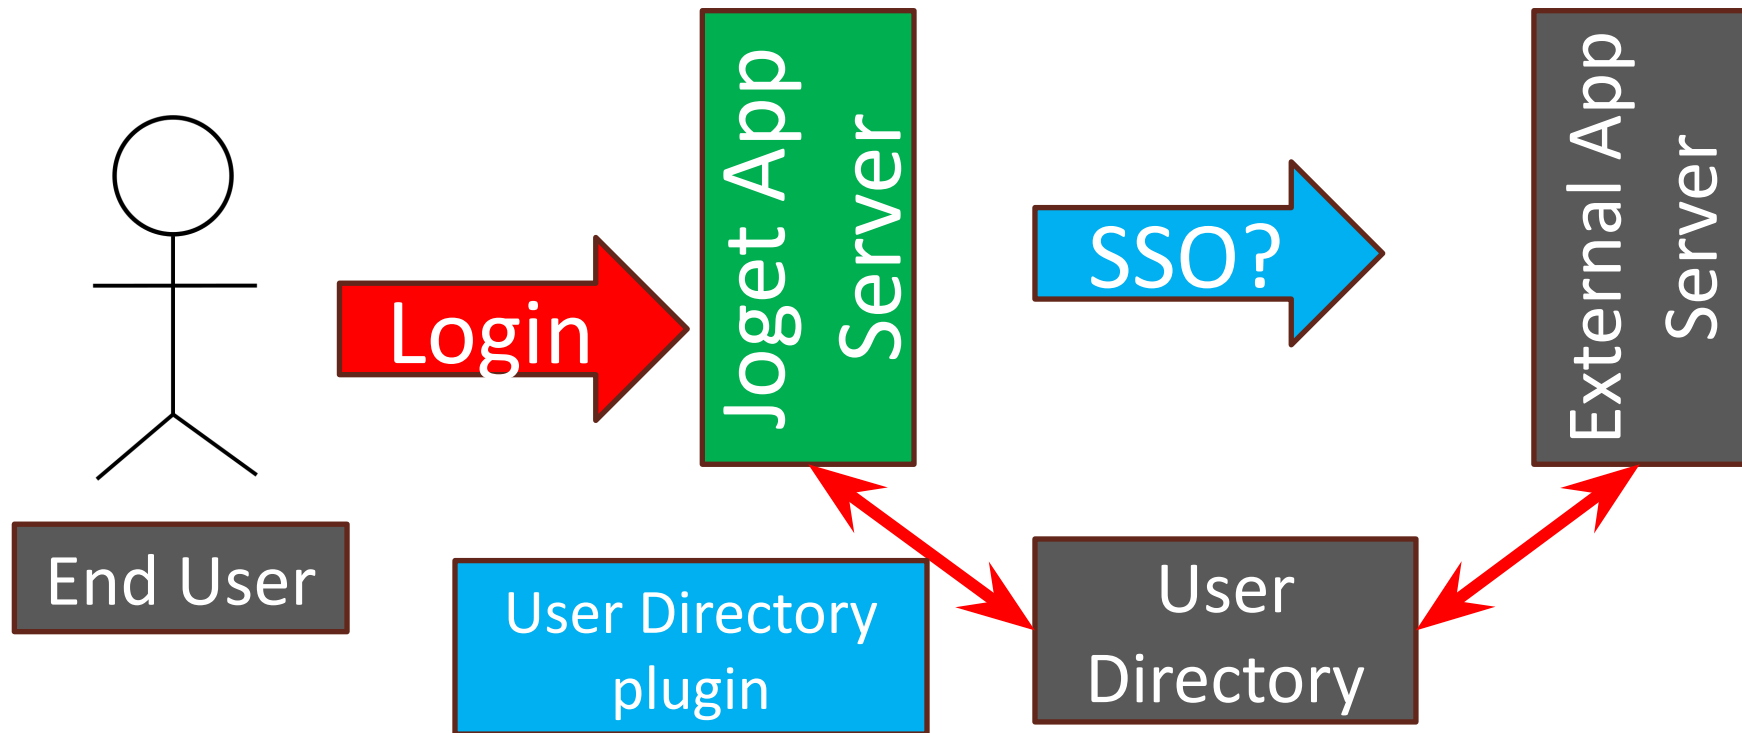 Login
Joget App
Server
SSO?
External App
Server
End User
User Directory
plugin
User
Directory